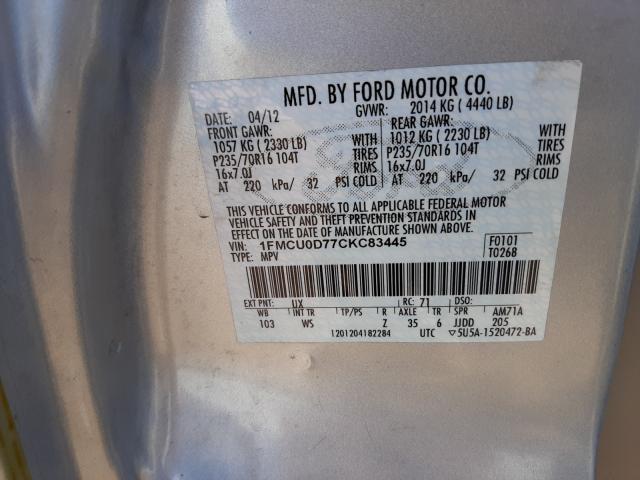 MFD. BY FORD MOTOR CO.
DATE: 04/12 GVWR: 2014 KG ( 4440 LB)
FRONT GAWR: REAR GAWR:
1057 KG ( 2330 LB) WITH 1012 KG ( 2230 LB) WITH
P235/70R16 104T TIRES P235/70R16 104T TIRES
16x7.0J RIMS 16x7.0J RIMS
AT 220 kPa/ 32 PSI COLD AT 220 kPa/ 32 PSI COLD
THIS VEHICLE CONFORMS TO ALL APPLICABLE FEDERAL MOTOR
VEHICLE SAFETY AND THEFT PREVENTION STANDARDS IN
EFFECT ON THE DATE OF MANUFACTURE SHOWN ABOVE.
VIN: 1FMCU0D77CKC83445 F0101
TYPE: MPV T026B
EXT PNT: UX RC: 71 DSO:
WB INT TR TP/PS R AXLE TR SPR AM71A
103 WS Z 35 6 JJDD 205
1201204182284 UTC ▽5U5A-1520472-BA